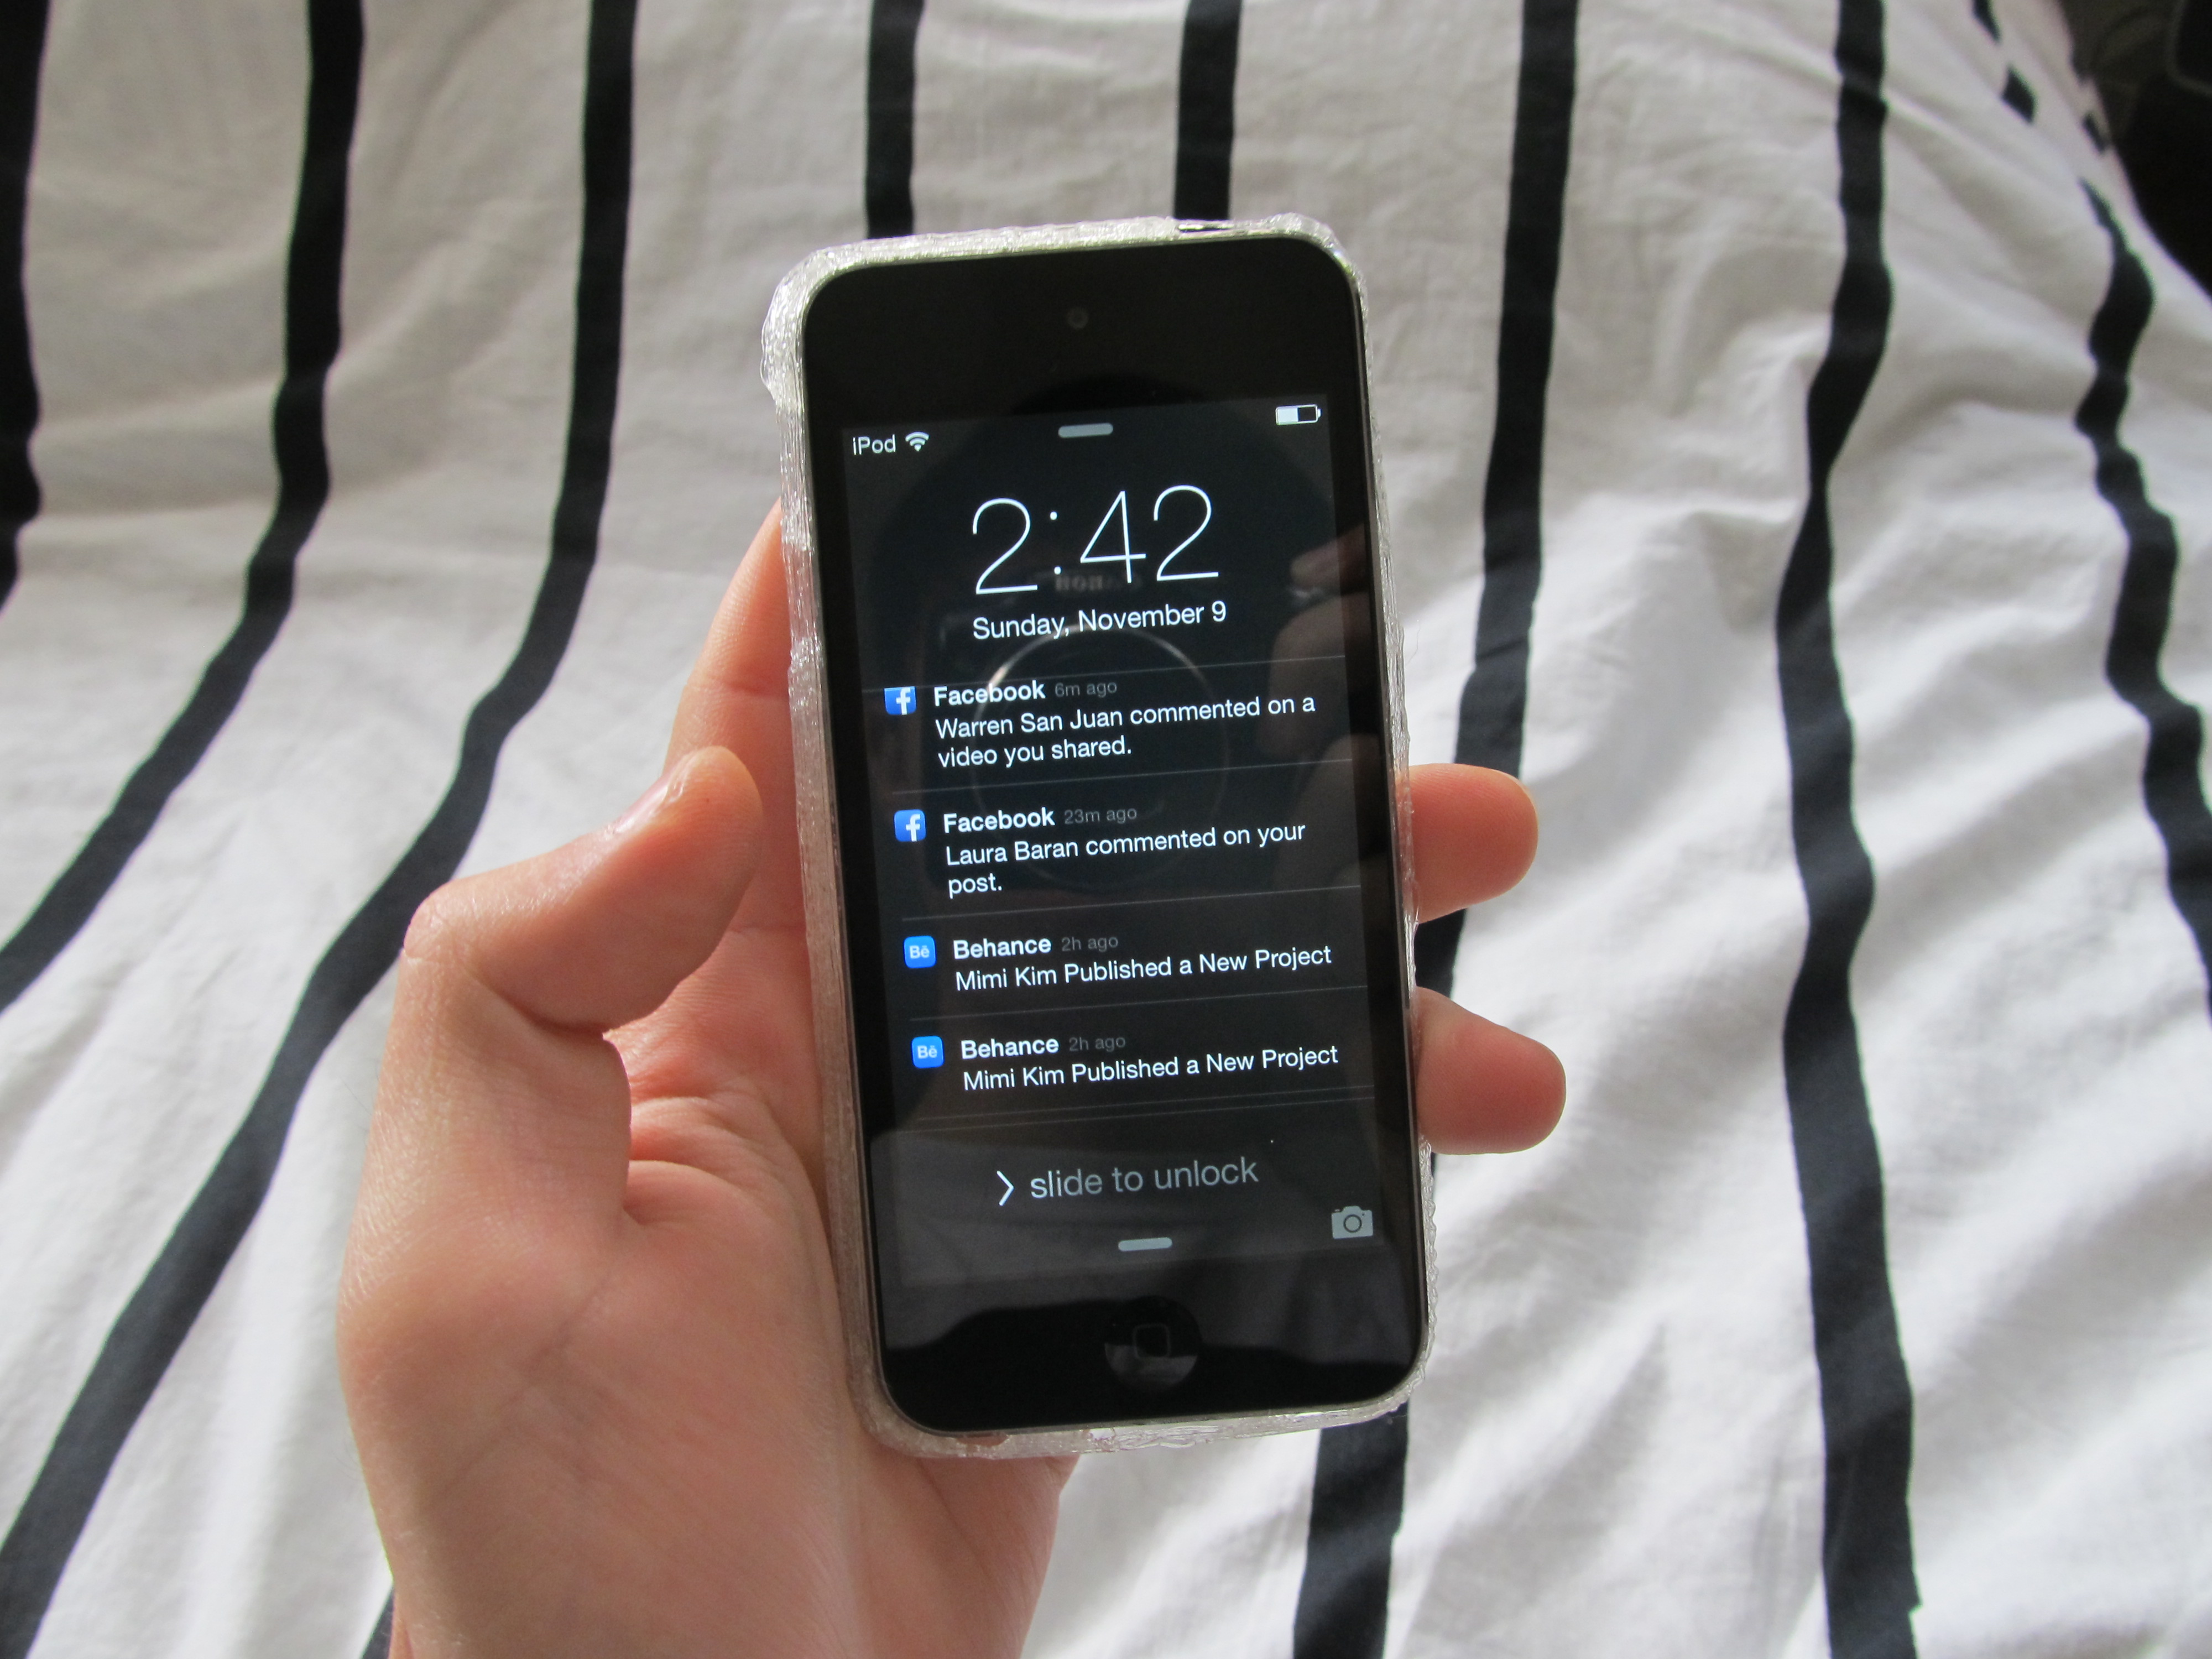 iPod
2:42
Sunday, November 9
Facebook 6m ago
Warren San Juan commented on a
video you shared.
Facebook 23m ago
Laura Baran commented on your
post.
Bē Behance 2h ago
Mimi Kim Published a New Project
Bē Behance 2h ago
Mimi Kim Published a New Project
> slide to unlock